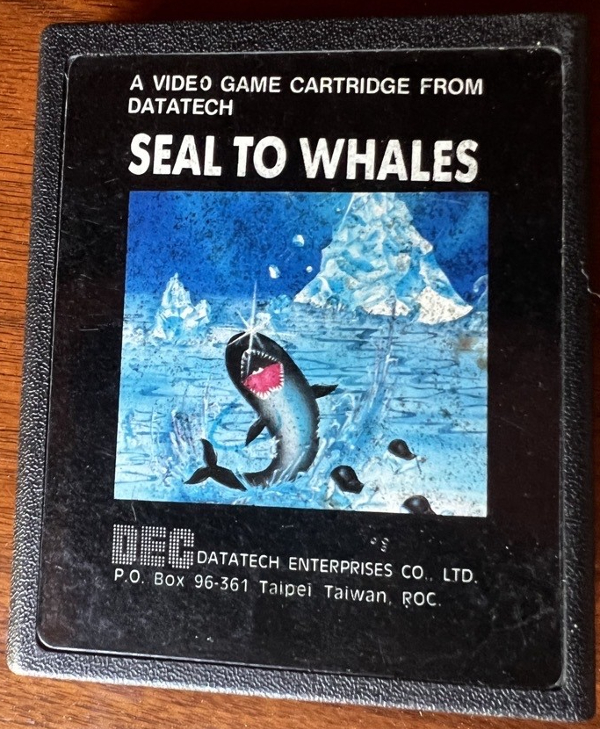 A VIDEO GAME CARTRIDGE FROM
DATATECH
SEAL TO WHALES
DEC DATATECH ENTERPRISES CO., LTD.
P.O. Box 96-361 Taipei Taiwan, ROC.